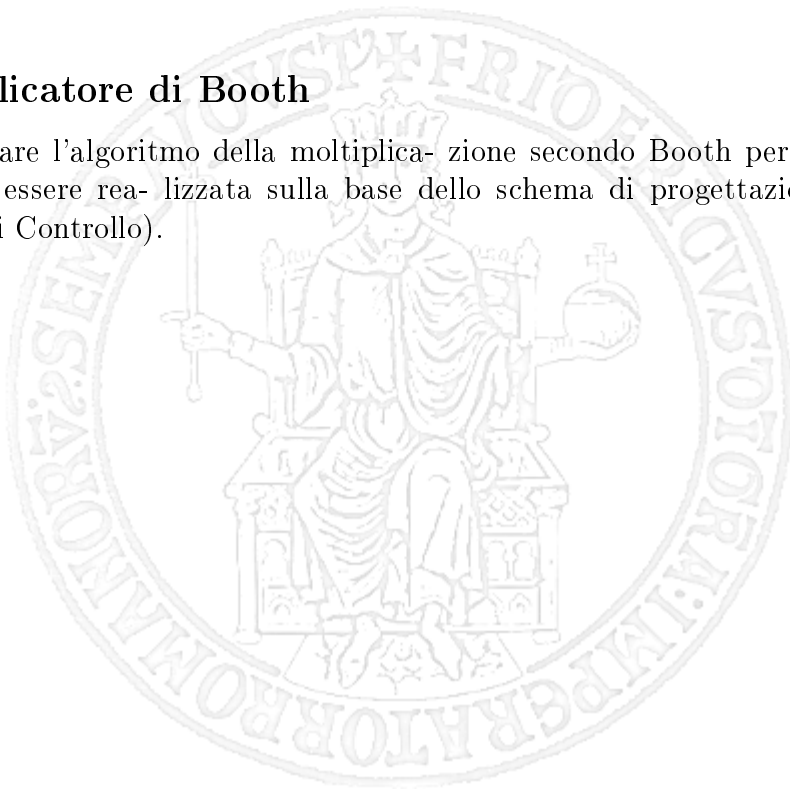 licatore di Booth
are l'algoritmo della moltiplica- zione secondo Booth per
essere rea- lizzata sulla base dello schema di progettazi
i Controllo).